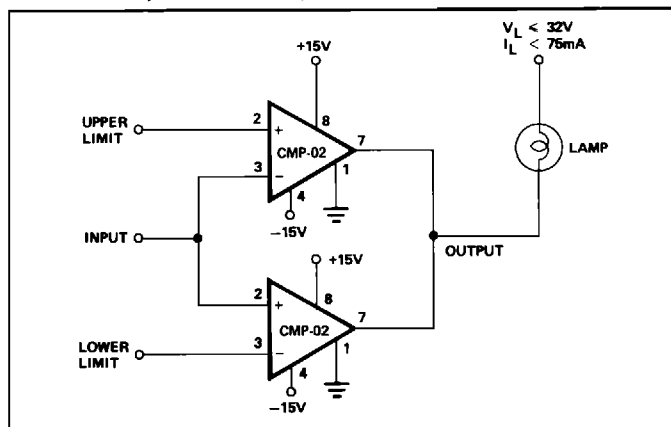 +15V
V_L ≤ 32V
I_L < 75mA
UPPER
LIMIT
2
+
8
7
CMP-02
3
−
1
4
−15V
LAMP
INPUT
OUTPUT
+15V
2
+
8
7
CMP-02
LOWER
LIMIT
3
−
1
4
−15V